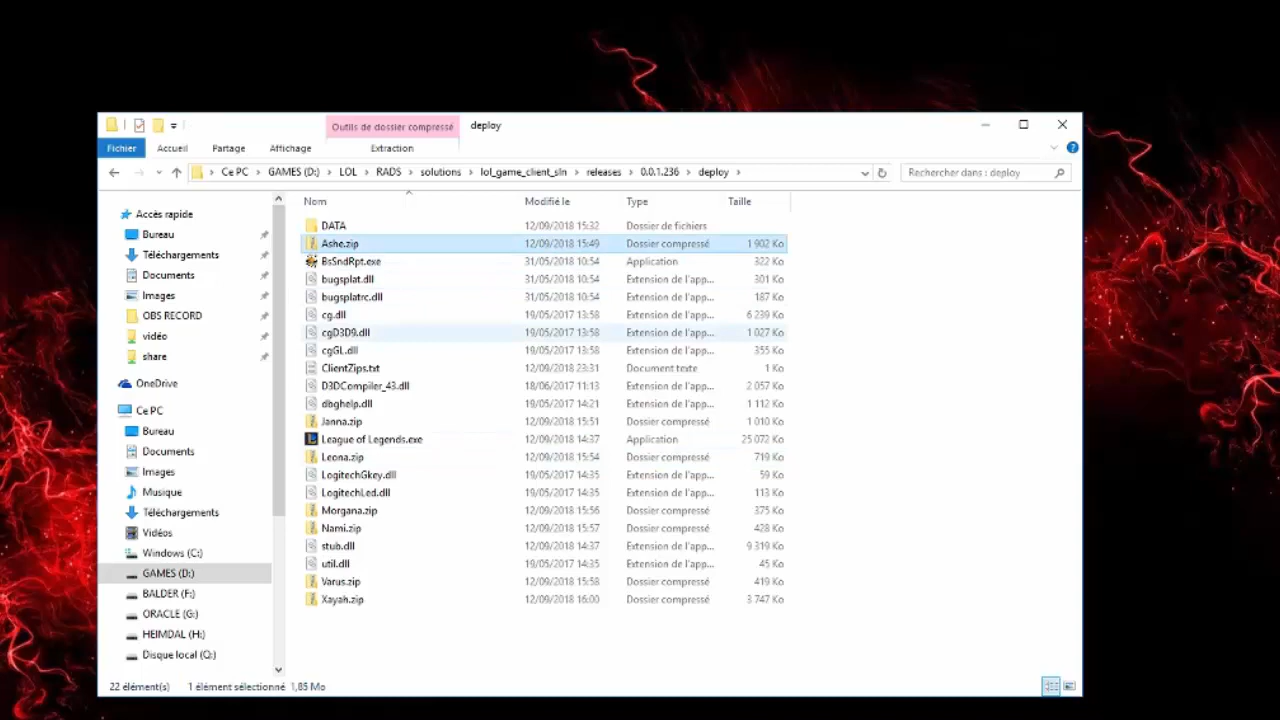 Outils de dossier compressé deploy
Fichier Accueil Partage Affichage Extraction
Ce PC GAMES (D:) LOL RADS solutions lol_game_client_sln releases 0.0.1.236 deploy Rechercher dans : deploy
Nom Modifié le Type Taille
Accès rapide
Bureau
Téléchargements
Documents
Images
OBS RECORD
vidéo
share
OneDrive
Ce PC
Bureau
Documents
Images
Musique
Téléchargements
Vidéos
Windows (C:)
GAMES (D:)
BALDER (F:)
ORACLE (G:)
HEIMDAL (H:)
Disque local (Q:)
DATA 12/09/2018 15:32 Dossier de fichiers
Ashe.zip 12/09/2018 15:49 Dossier compressé 1 902 Ko
BsSndRpt.exe 31/05/2018 10:54 Application 322 Ko
bugsplat.dll 31/05/2018 10:54 Extension de l'app... 301 Ko
bugsplatrc.dll 31/05/2018 10:54 Extension de l'app... 187 Ko
cg.dll 19/05/2017 13:58 Extension de l'app... 6 239 Ko
cgD3D9.dll 19/05/2017 13:58 Extension de l'app... 1 027 Ko
cgGL.dll 19/05/2017 13:58 Extension de l'app... 355 Ko
ClientZips.txt 12/09/2018 23:31 Document texte 1 Ko
D3DCompiler_43.dll 18/06/2017 11:13 Extension de l'app... 2 057 Ko
dbghelp.dll 19/05/2017 14:21 Extension de l'app... 1 112 Ko
Janna.zip 12/09/2018 15:51 Dossier compressé 1 010 Ko
League of Legends.exe 12/09/2018 14:37 Application 25 072 Ko
Leona.zip 12/09/2018 15:54 Dossier compressé 719 Ko
LogitechGkey.dll 19/05/2017 14:35 Extension de l'app... 59 Ko
LogitechLed.dll 19/05/2017 14:35 Extension de l'app... 113 Ko
Morgana.zip 12/09/2018 15:56 Dossier compressé 375 Ko
Nami.zip 12/09/2018 15:57 Dossier compressé 428 Ko
stub.dll 12/09/2018 14:37 Extension de l'app... 9 319 Ko
util.dll 19/05/2017 14:35 Extension de l'app... 45 Ko
Varus.zip 12/09/2018 15:58 Dossier compressé 419 Ko
Xayah.zip 12/09/2018 16:00 Dossier compressé 3 747 Ko
22 élément(s) 1 élément sélectionné 1,85 Mo